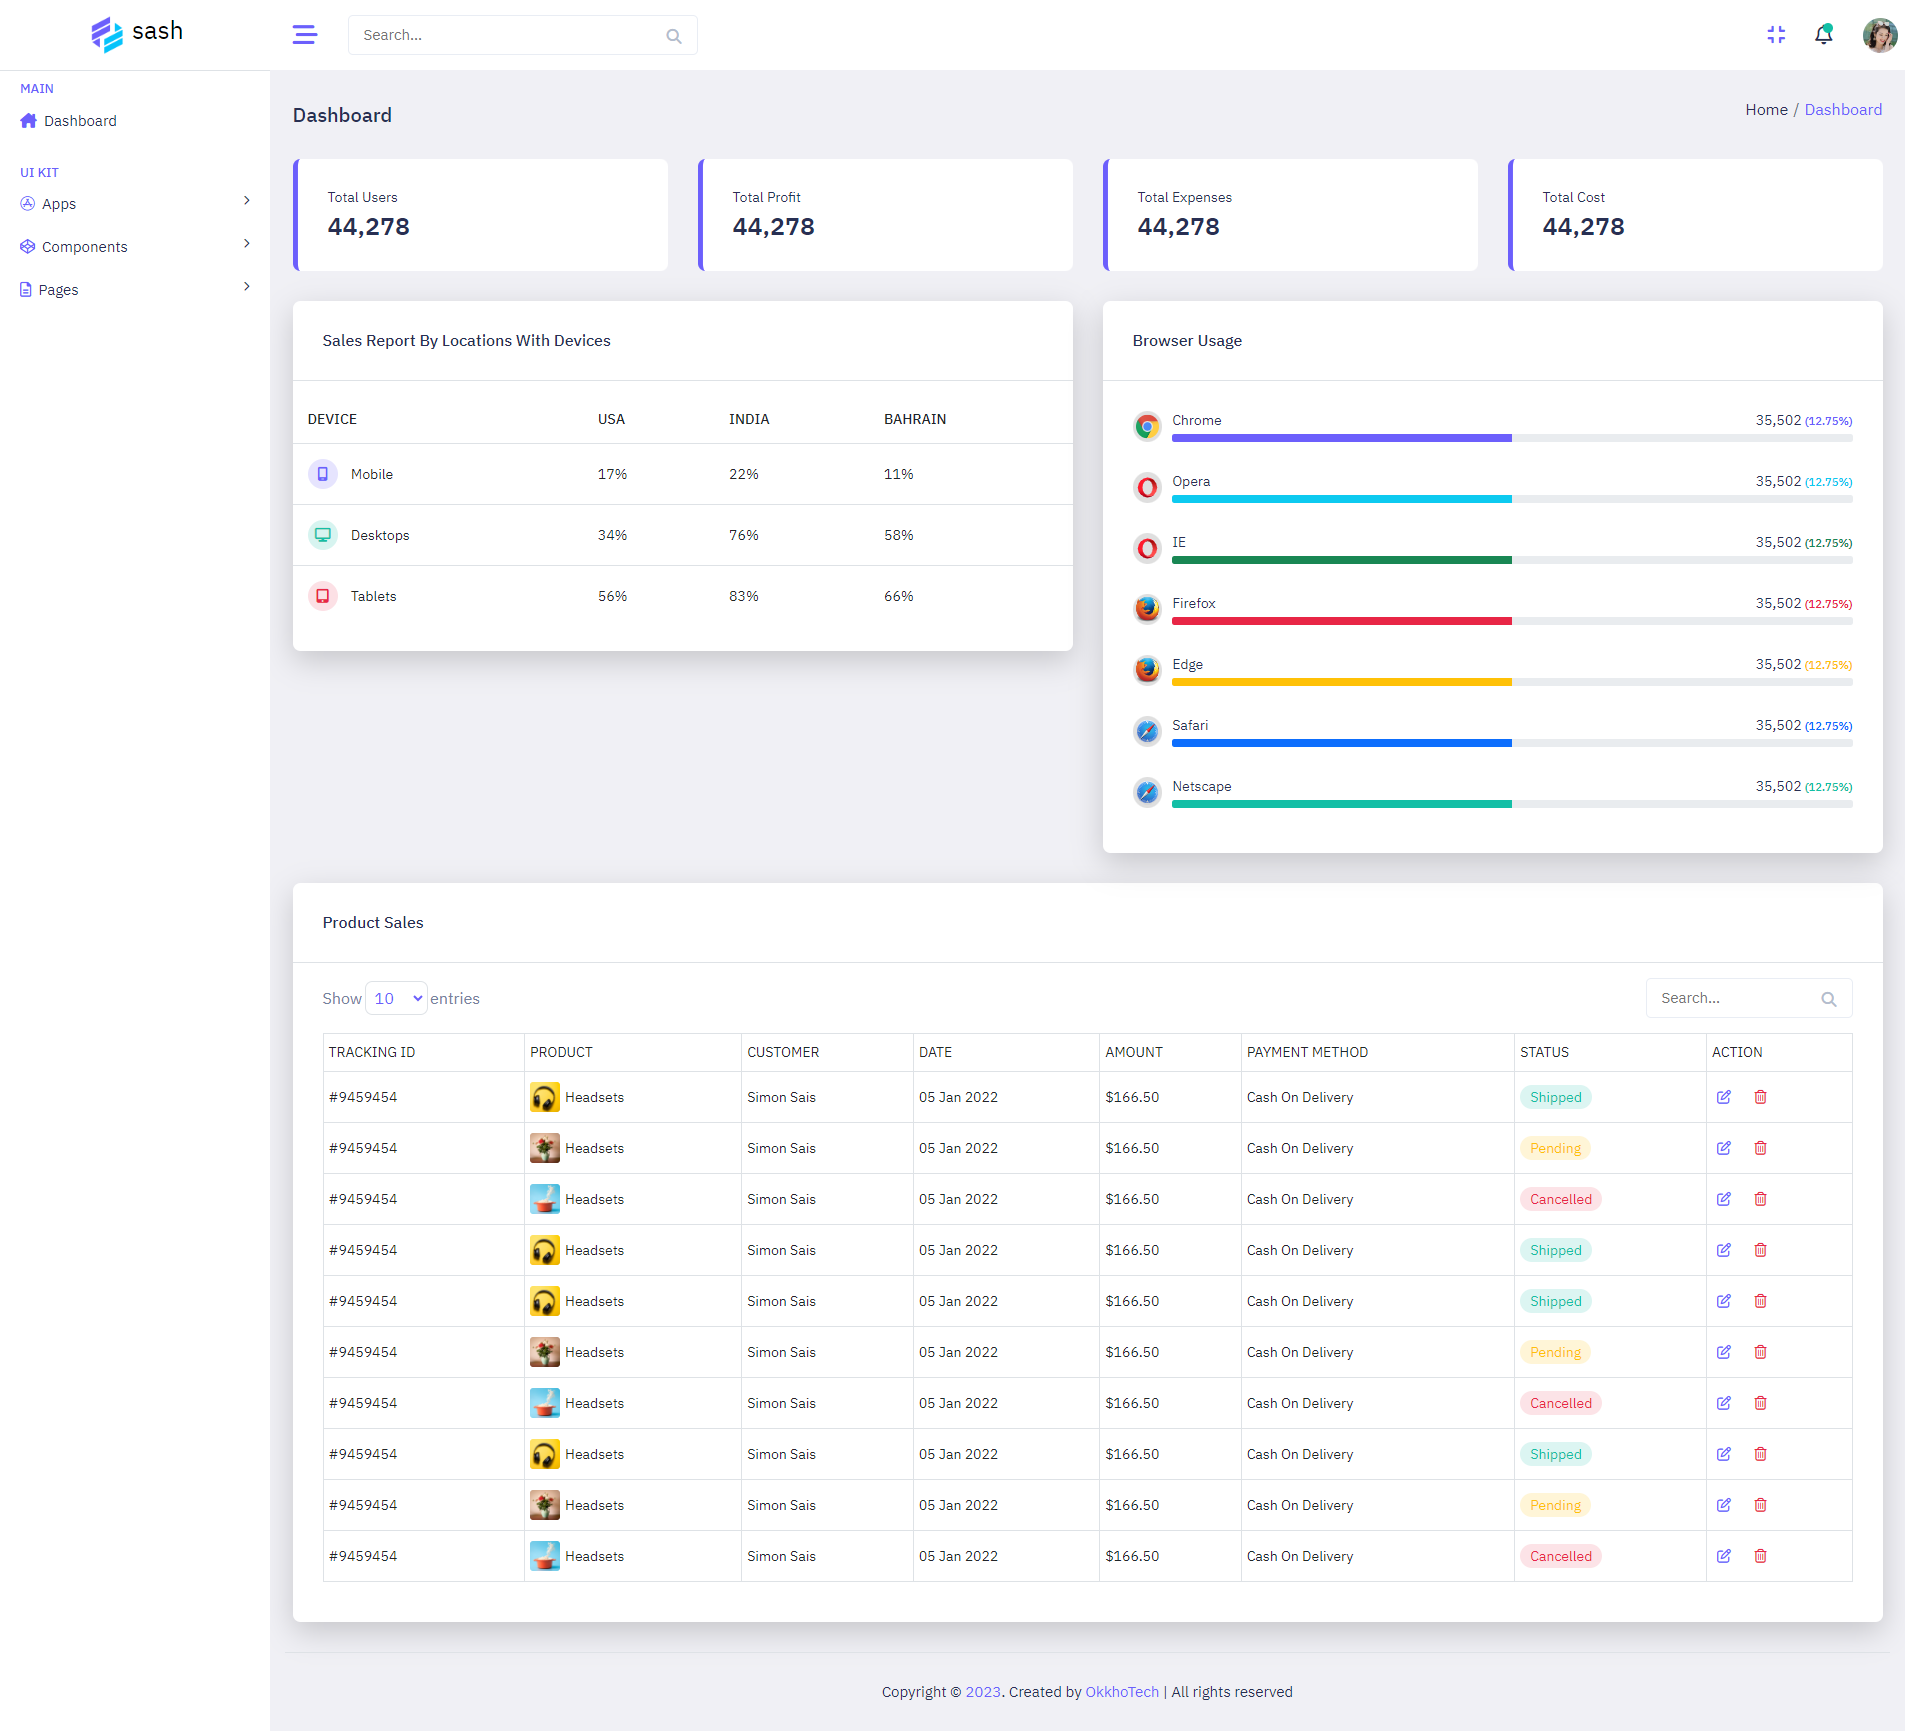 sash
Search...
MAIN
Dashboard
UI KIT
Apps
Components
Pages
Dashboard
Home / Dashboard
Total Users
44,278
Total Profit
44,278
Total Expenses
44,278
Total Cost
44,278
Sales Report By Locations With Devices
DEVICE USA INDIA BAHRAIN
Mobile 17% 22% 11%
Desktops 34% 76% 58%
Tablets 56% 83% 66%
Browser Usage
Chrome 35,502 (12.75%)
Opera 35,502 (12.75%)
IE 35,502 (12.75%)
Firefox 35,502 (12.75%)
Edge 35,502 (12.75%)
Safari 35,502 (12.75%)
Netscape 35,502 (12.75%)
Product Sales
Show 10 entries
Search...
TRACKING ID PRODUCT CUSTOMER DATE AMOUNT PAYMENT METHOD STATUS ACTION
#9459454 Headsets Simon Sais 05 Jan 2022 $166.50 Cash On Delivery Shipped
#9459454 Headsets Simon Sais 05 Jan 2022 $166.50 Cash On Delivery Pending
#9459454 Headsets Simon Sais 05 Jan 2022 $166.50 Cash On Delivery Cancelled
#9459454 Headsets Simon Sais 05 Jan 2022 $166.50 Cash On Delivery Shipped
#9459454 Headsets Simon Sais 05 Jan 2022 $166.50 Cash On Delivery Shipped
#9459454 Headsets Simon Sais 05 Jan 2022 $166.50 Cash On Delivery Pending
#9459454 Headsets Simon Sais 05 Jan 2022 $166.50 Cash On Delivery Cancelled
#9459454 Headsets Simon Sais 05 Jan 2022 $166.50 Cash On Delivery Shipped
#9459454 Headsets Simon Sais 05 Jan 2022 $166.50 Cash On Delivery Pending
#9459454 Headsets Simon Sais 05 Jan 2022 $166.50 Cash On Delivery Cancelled
Copyright © 2023. Created by OkkhoTech | All rights reserved